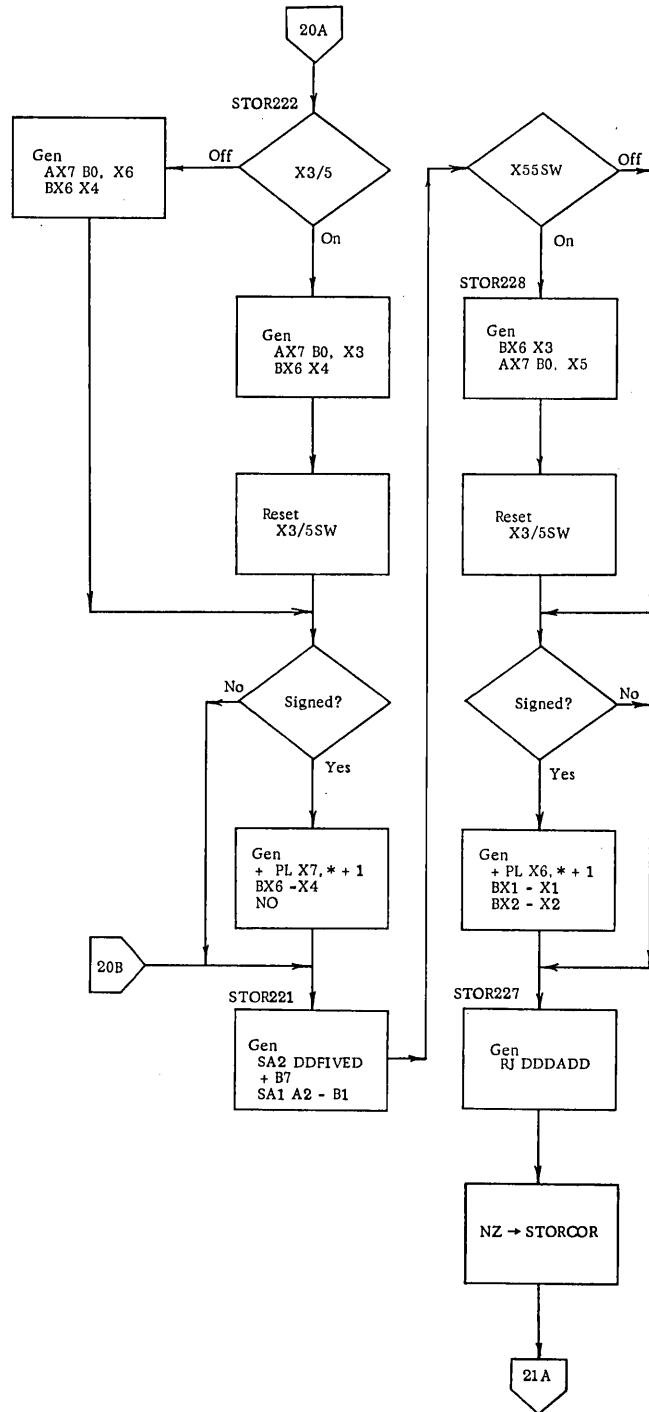 20A
STOR222
Gen
AX7 B0, X6
BX6 X4
Off
X3/5
On
Gen
AX7 B0, X3
BX6 X4
Reset
X3/5SW
No
Signed?
Yes
Gen
+ PL X7, * + 1
BX6 -X4
NO
20B
STOR221
Gen
SA2 DDFIVED
+ B7
SA1 A2 - B1
X55SW
Off
On
STOR228
Gen
BX6 X3
AX7 B0, X5
Reset
X3/5SW
Signed?
No
Yes
Gen
+ PL X6, * + 1
BX1 - X1
BX2 - X2
STOR227
Gen
RJ DDDADD
NZ → STORCOR
21A